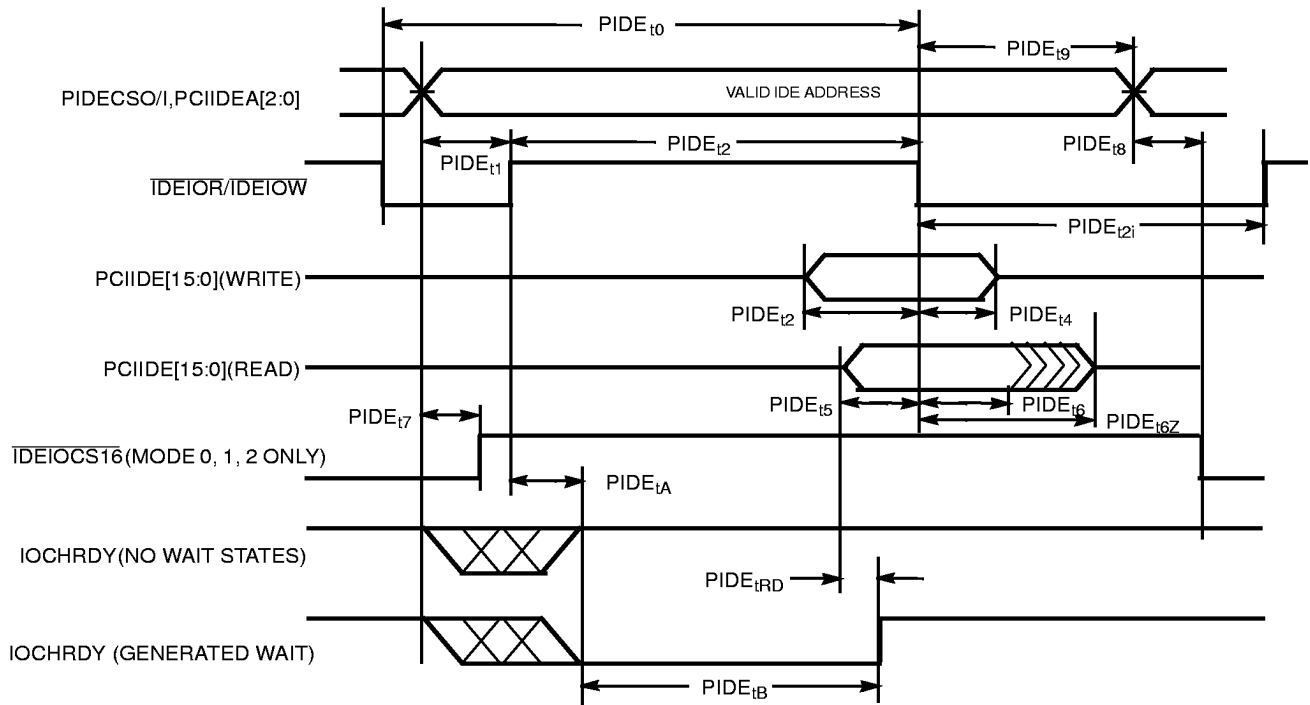 PIDEt0
PIDEt9
PIDECSO/I,PCIIDEA[2:0]
VALID IDE ADDRESS
PIDEt1
PIDEt2
PIDEt8
IDEIOR/IDEIOW
PIDEt2i
PCIIDE[15:0](WRITE)
PIDEt2
PIDEt4
PCIIDE[15:0](READ)
PIDEt7
PIDEt5
PIDEt6
PIDEt6Z
IDEIOCS16(MODE 0, 1, 2 ONLY)
PIDEtA
IOCHRDY(NO WAIT STATES)
PIDEtRD
IOCHRDY (GENERATED WAIT)
PIDEtB